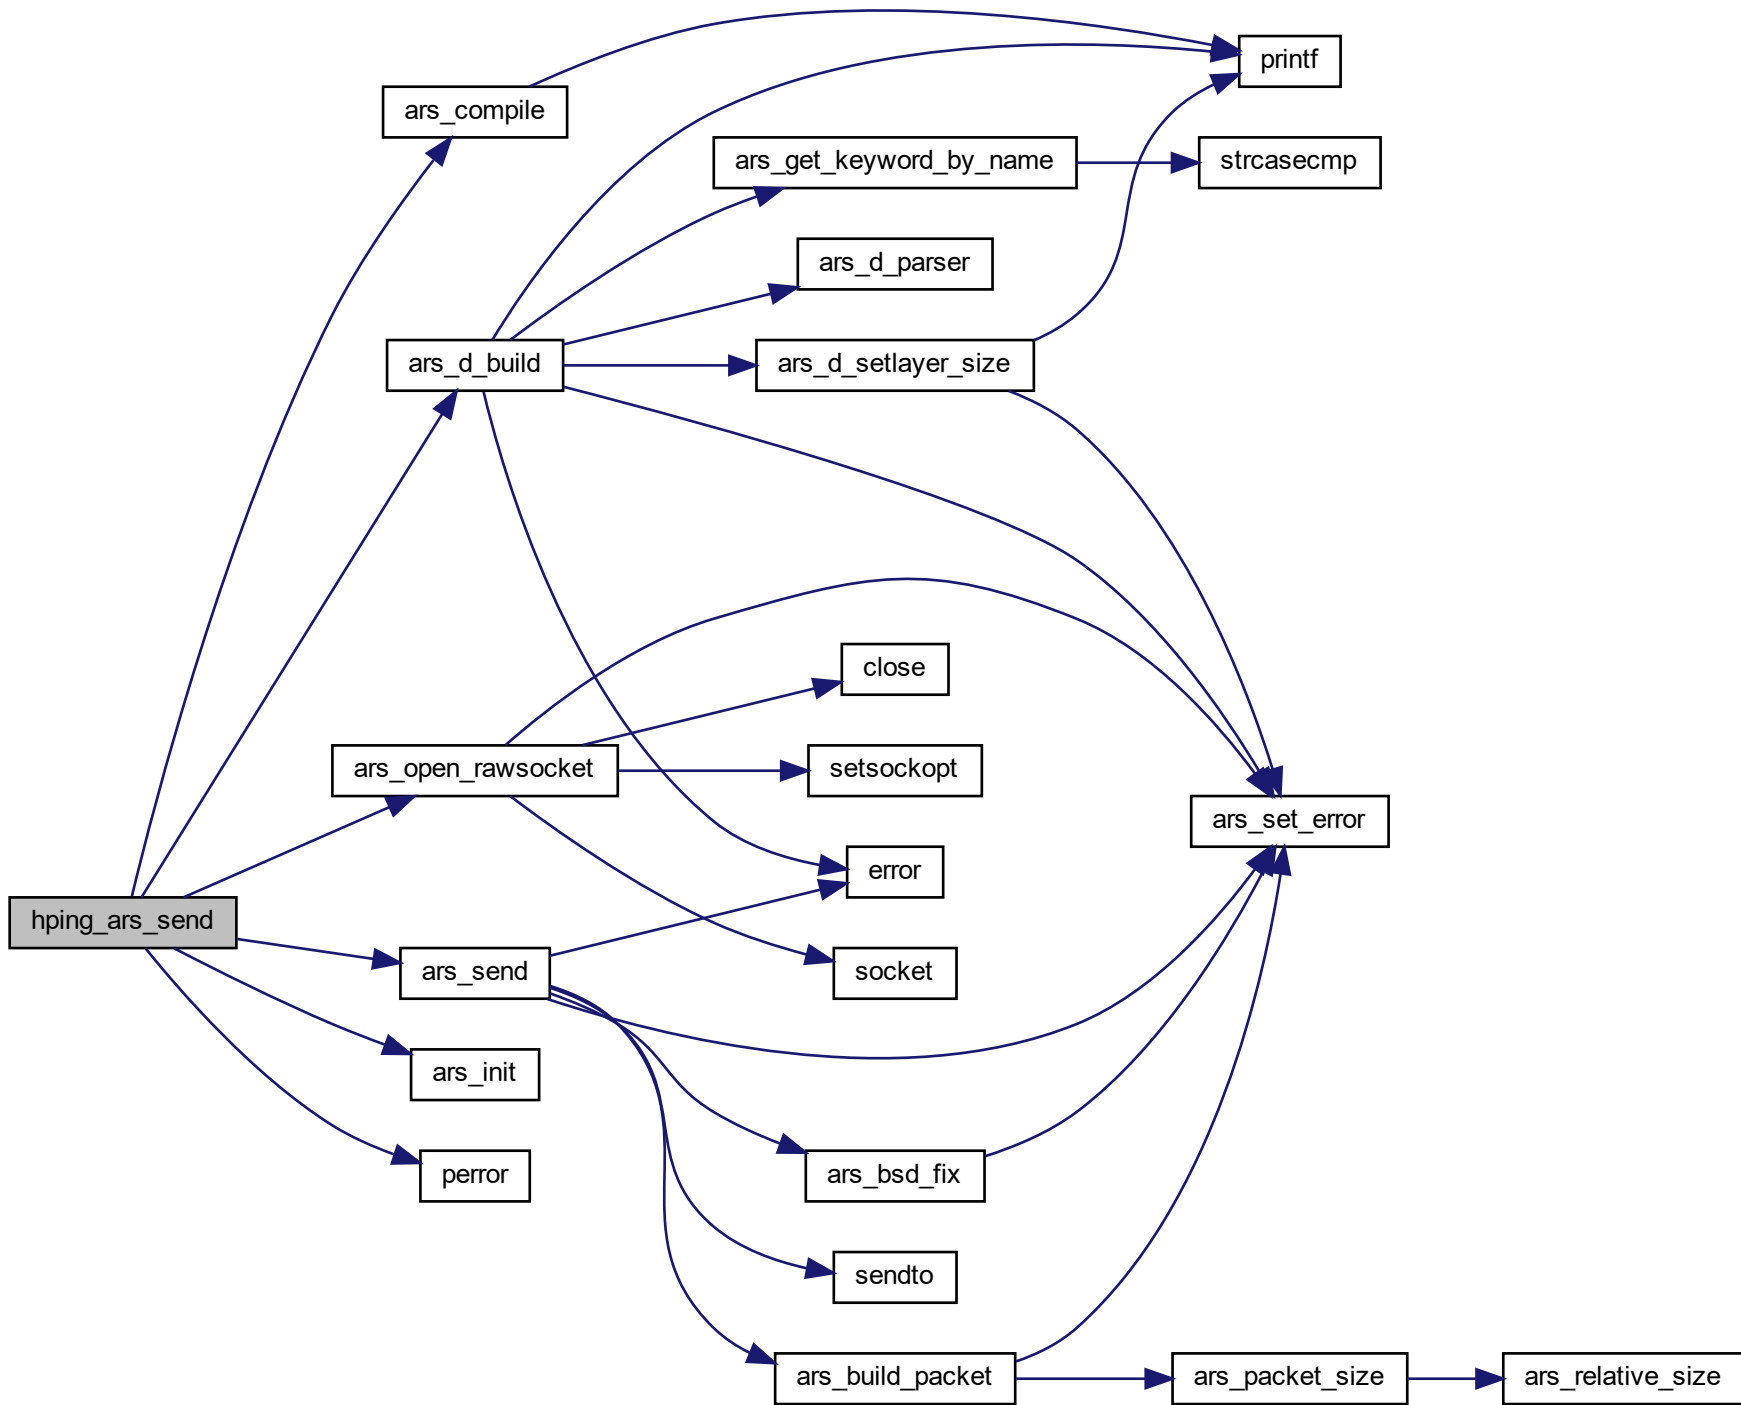 printf
ars_compile
ars_get_keyword_by_name
strcasecmp
ars_d_parser
ars_d_build
ars_d_setlayer_size
close
ars_open_rawsocket
setsockopt
ars_set_error
error
hping_ars_send
ars_send
socket
ars_init
perror
ars_bsd_fix
sendto
ars_build_packet
ars_packet_size
ars_relative_size